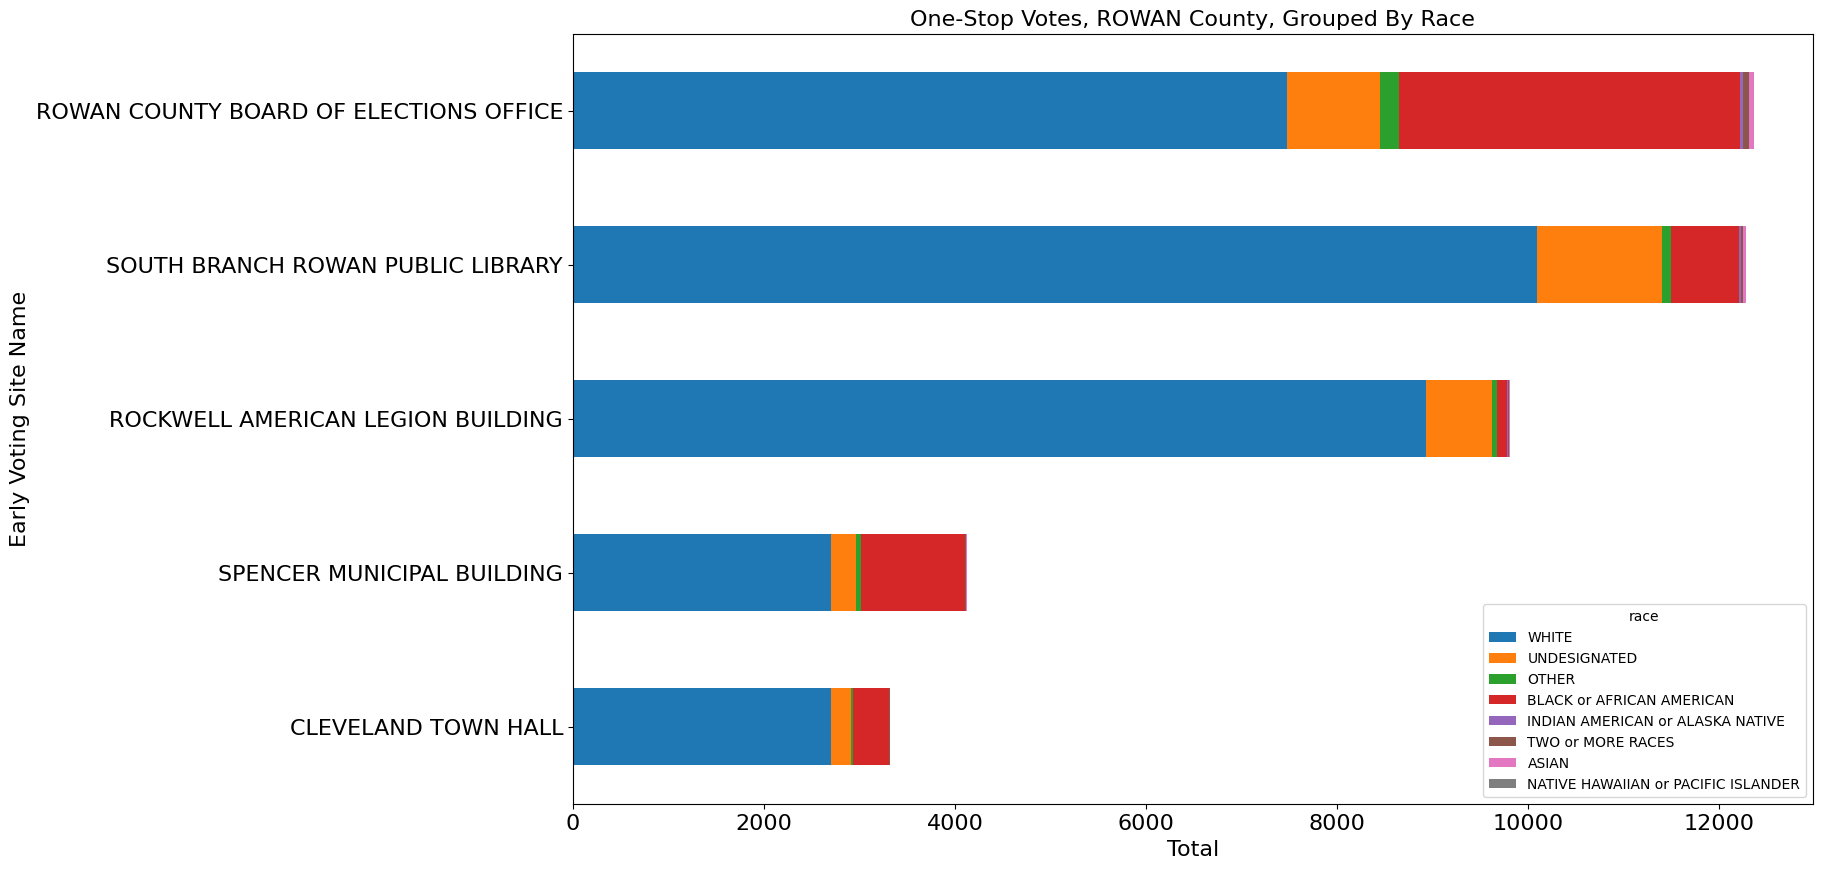 One-Stop Votes, ROWAN County, Grouped By Race
Early Voting Site Name
ROWAN COUNTY BOARD OF ELECTIONS OFFICE
SOUTH BRANCH ROWAN PUBLIC LIBRARY
ROCKWELL AMERICAN LEGION BUILDING
SPENCER MUNICIPAL BUILDING
CLEVELAND TOWN HALL
race
WHITE
UNDESIGNATED
OTHER
BLACK or AFRICAN AMERICAN
INDIAN AMERICAN or ALASKA NATIVE
TWO or MORE RACES
ASIAN
NATIVE HAWAIIAN or PACIFIC ISLANDER
0 2000 4000 6000 8000 10000 12000
Total